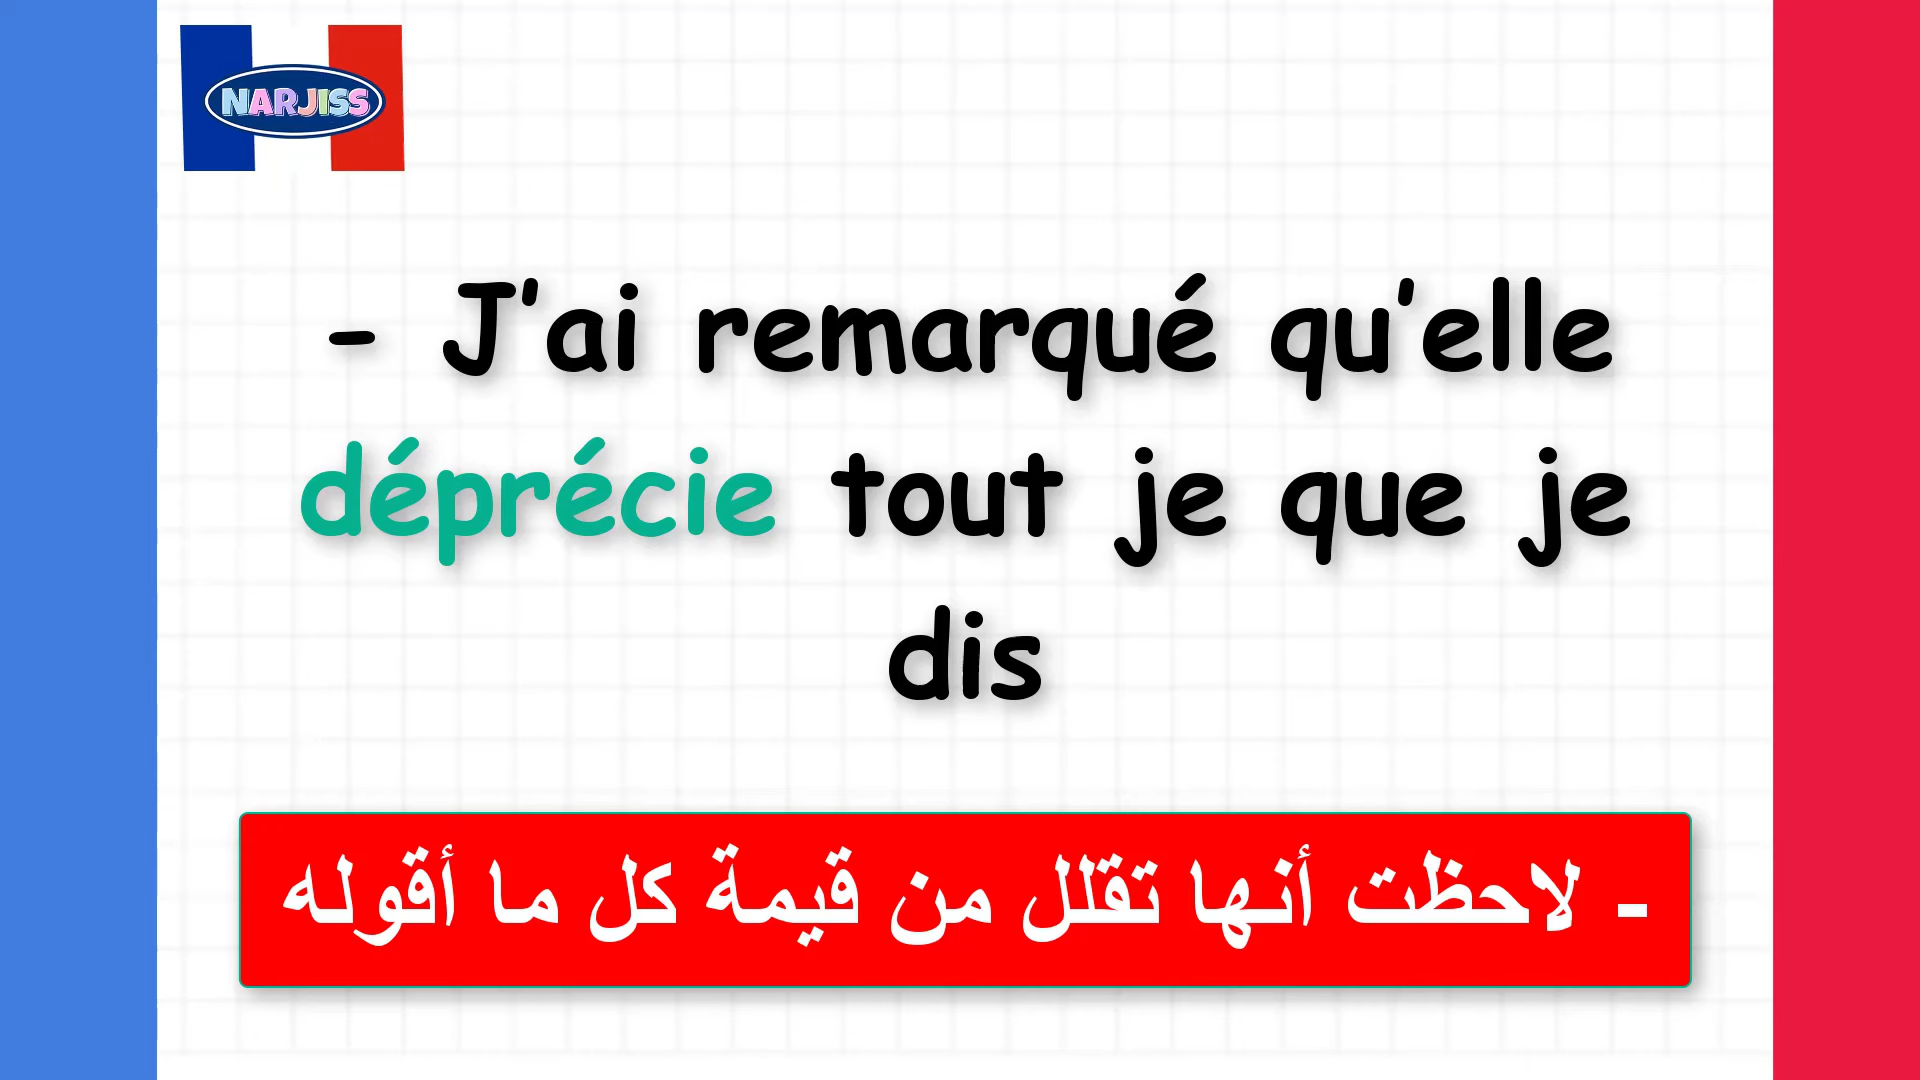 NARJISS
- J’ai remarqué qu’elle
déprécie tout je que je
dis
- لاحظت أنها تقلل من قيمة كل ما أقوله